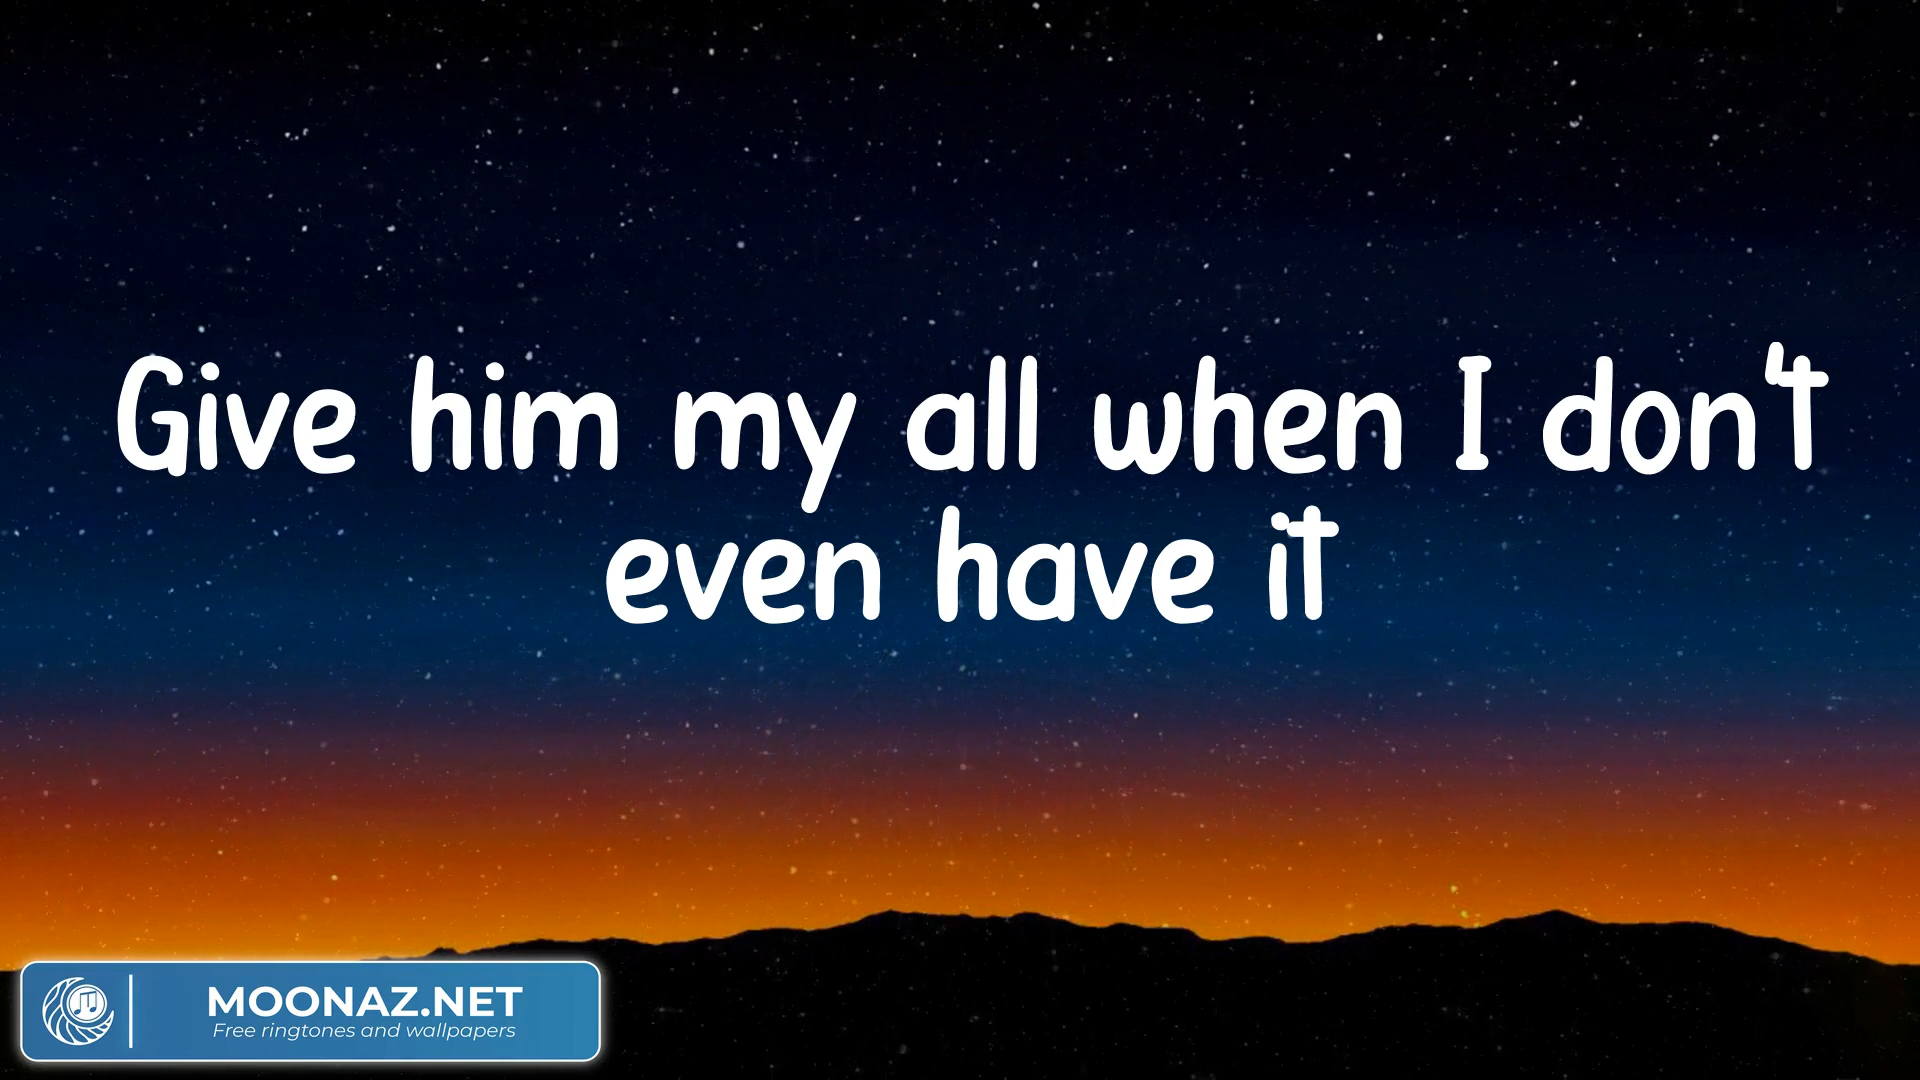 Give him my all when I don't
even have it
MOONAZ.NET
Free ringtones and wallpapers